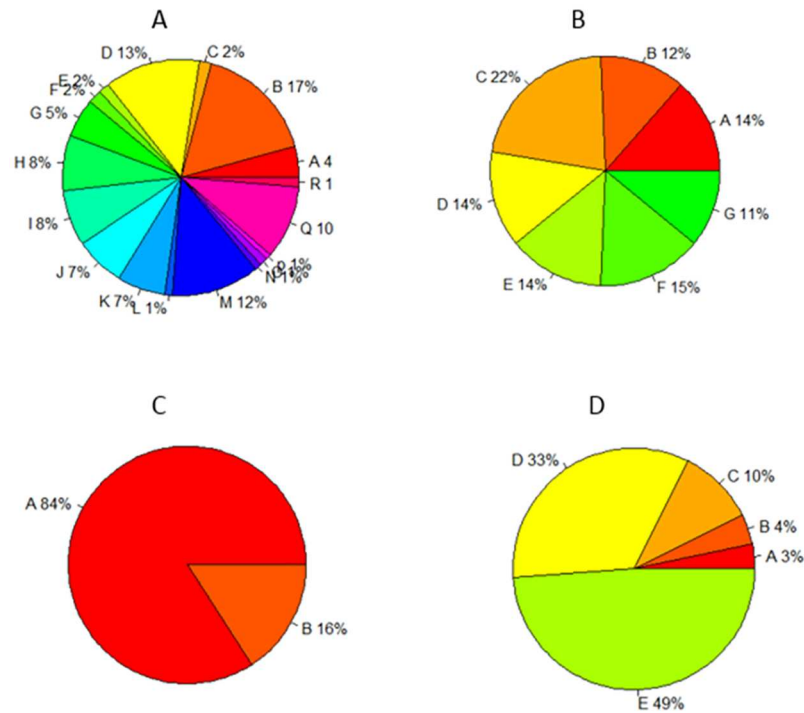 A
D 13%
C 2%
B 17%
E 2%
F 2%
G 5%
H 8%
A 4
R 1
I 8%
Q 10
J 7%
K 7%
L 1%
M 12%
N 1%
1%
P 1%
B
B 12%
C 22%
A 14%
D 14%
G 11%
E 14%
F 15%
C
A 84%
B 16%
D
D 33%
C 10%
B 4%
A 3%
E 49%